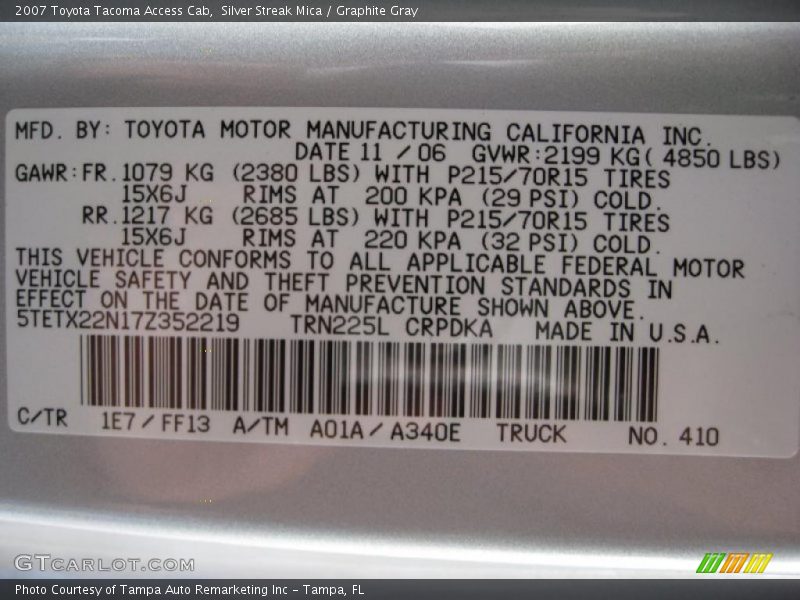 2007 Toyota Tacoma Access Cab, Silver Streak Mica / Graphite Gray
MFD. BY: TOYOTA MOTOR MANUFACTURING CALIFORNIA INC.
DATE 11 / 06 GVWR:2199 KG( 4850 LBS)
GAWR:FR.1079 KG (2380 LBS) WITH P215/70R15 TIRES
15X6J RIMS AT 200 KPA (29 PSI) COLD.
RR.1217 KG (2685 LBS) WITH P215/70R15 TIRES
15X6J RIMS AT 220 KPA (32 PSI) COLD.
THIS VEHICLE CONFORMS TO ALL APPLICABLE FEDERAL MOTOR
VEHICLE SAFETY AND THEFT PREVENTION STANDARDS IN
EFFECT ON THE DATE OF MANUFACTURE SHOWN ABOVE.
5TETX22N17Z352219 TRN225L CRPDKA MADE IN U.S.A.
C/TR 1E7/FF13 A/TM A01A/A340E TRUCK NO. 410
GTCARLOT.COM
Photo Courtesy of Tampa Auto Remarketing Inc - Tampa, FL